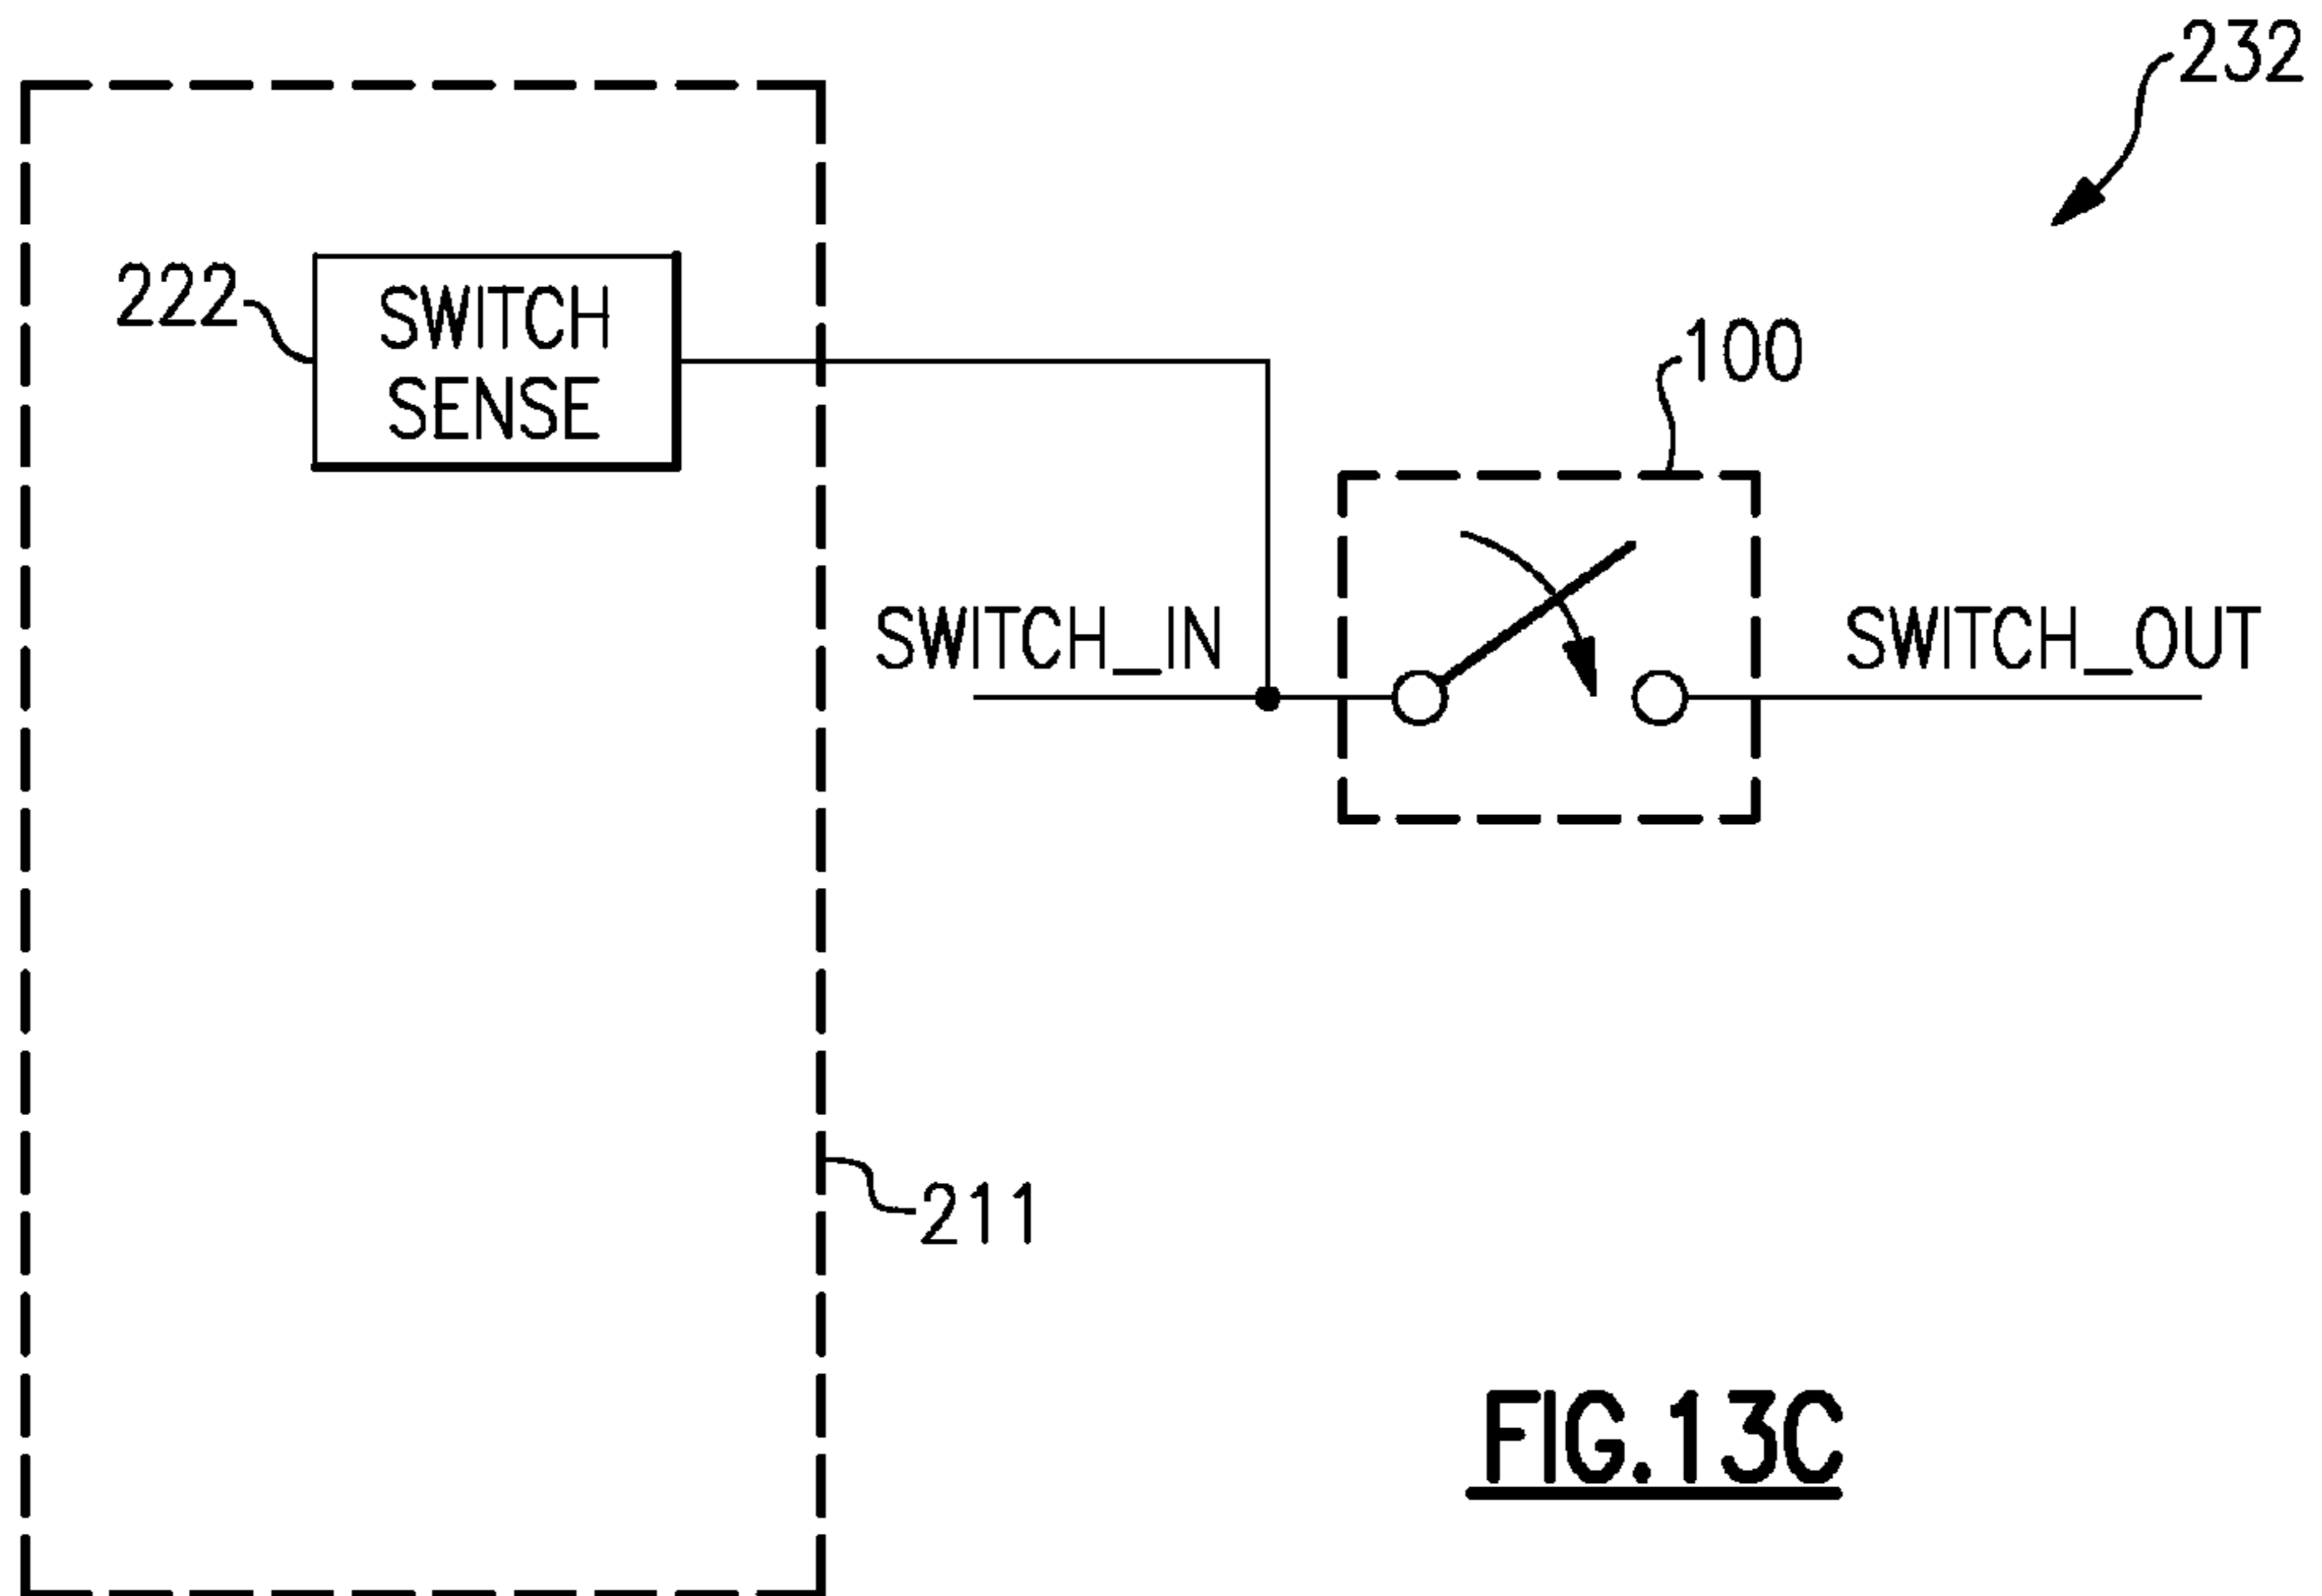 232
222
SWITCH
SENSE
100
SWITCH_IN
SWITCH_OUT
211
FIG.13C